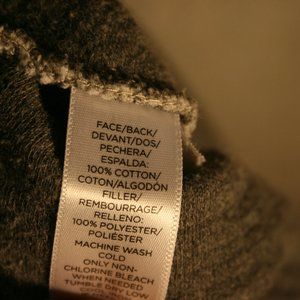 FACE/BACK/
DEVANT/DOS/
PECHERA/
ESPALDA:
100% COTTON/
COTON/ALGODÓN
FILLER/
REMBOURRAGE/
RELLENO:
100% POLYESTER/
POLIÉSTER
MACHINE WASH
COLD
ONLY NON-
CHLORINE BLEACH
WHEN NEEDED
TUMBLE DRY LOW